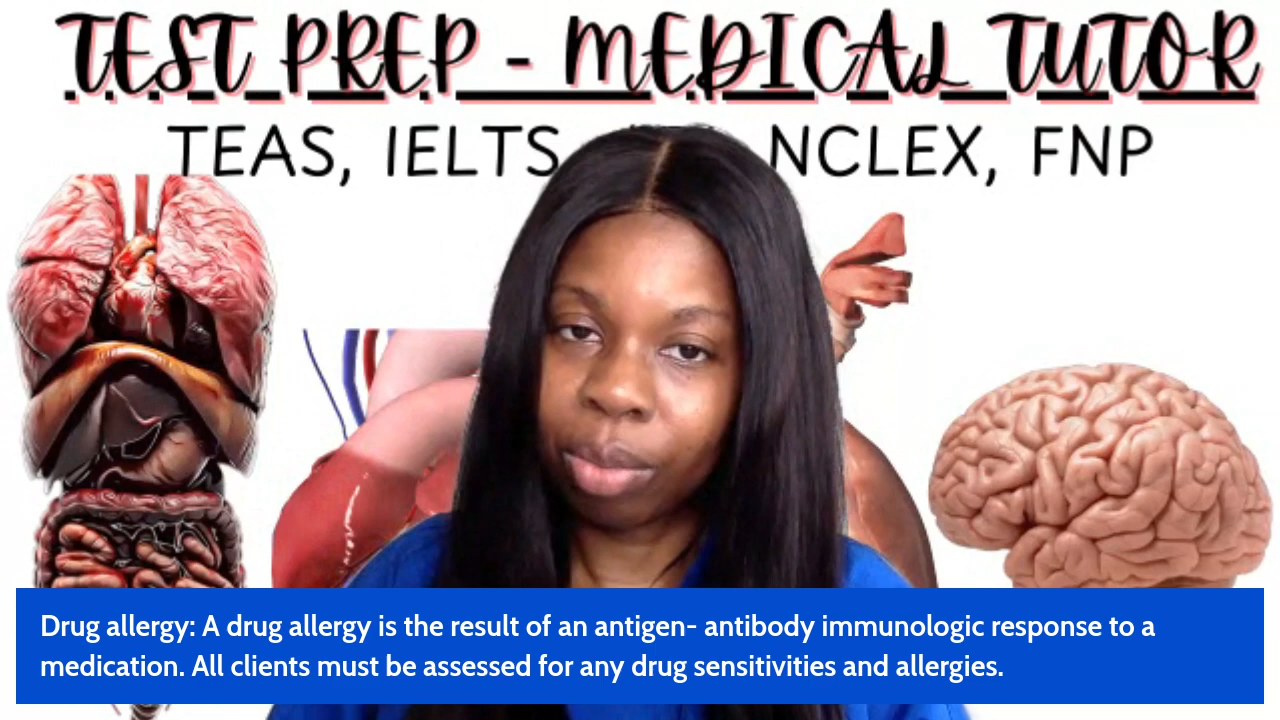 TEST PREP - MEDICAL TUTOR
TEAS, IELTS NCLEX, FNP
Drug allergy: A drug allergy is the result of an antigen- antibody immunologic response to a
medication. All clients must be assessed for any drug sensitivities and allergies.